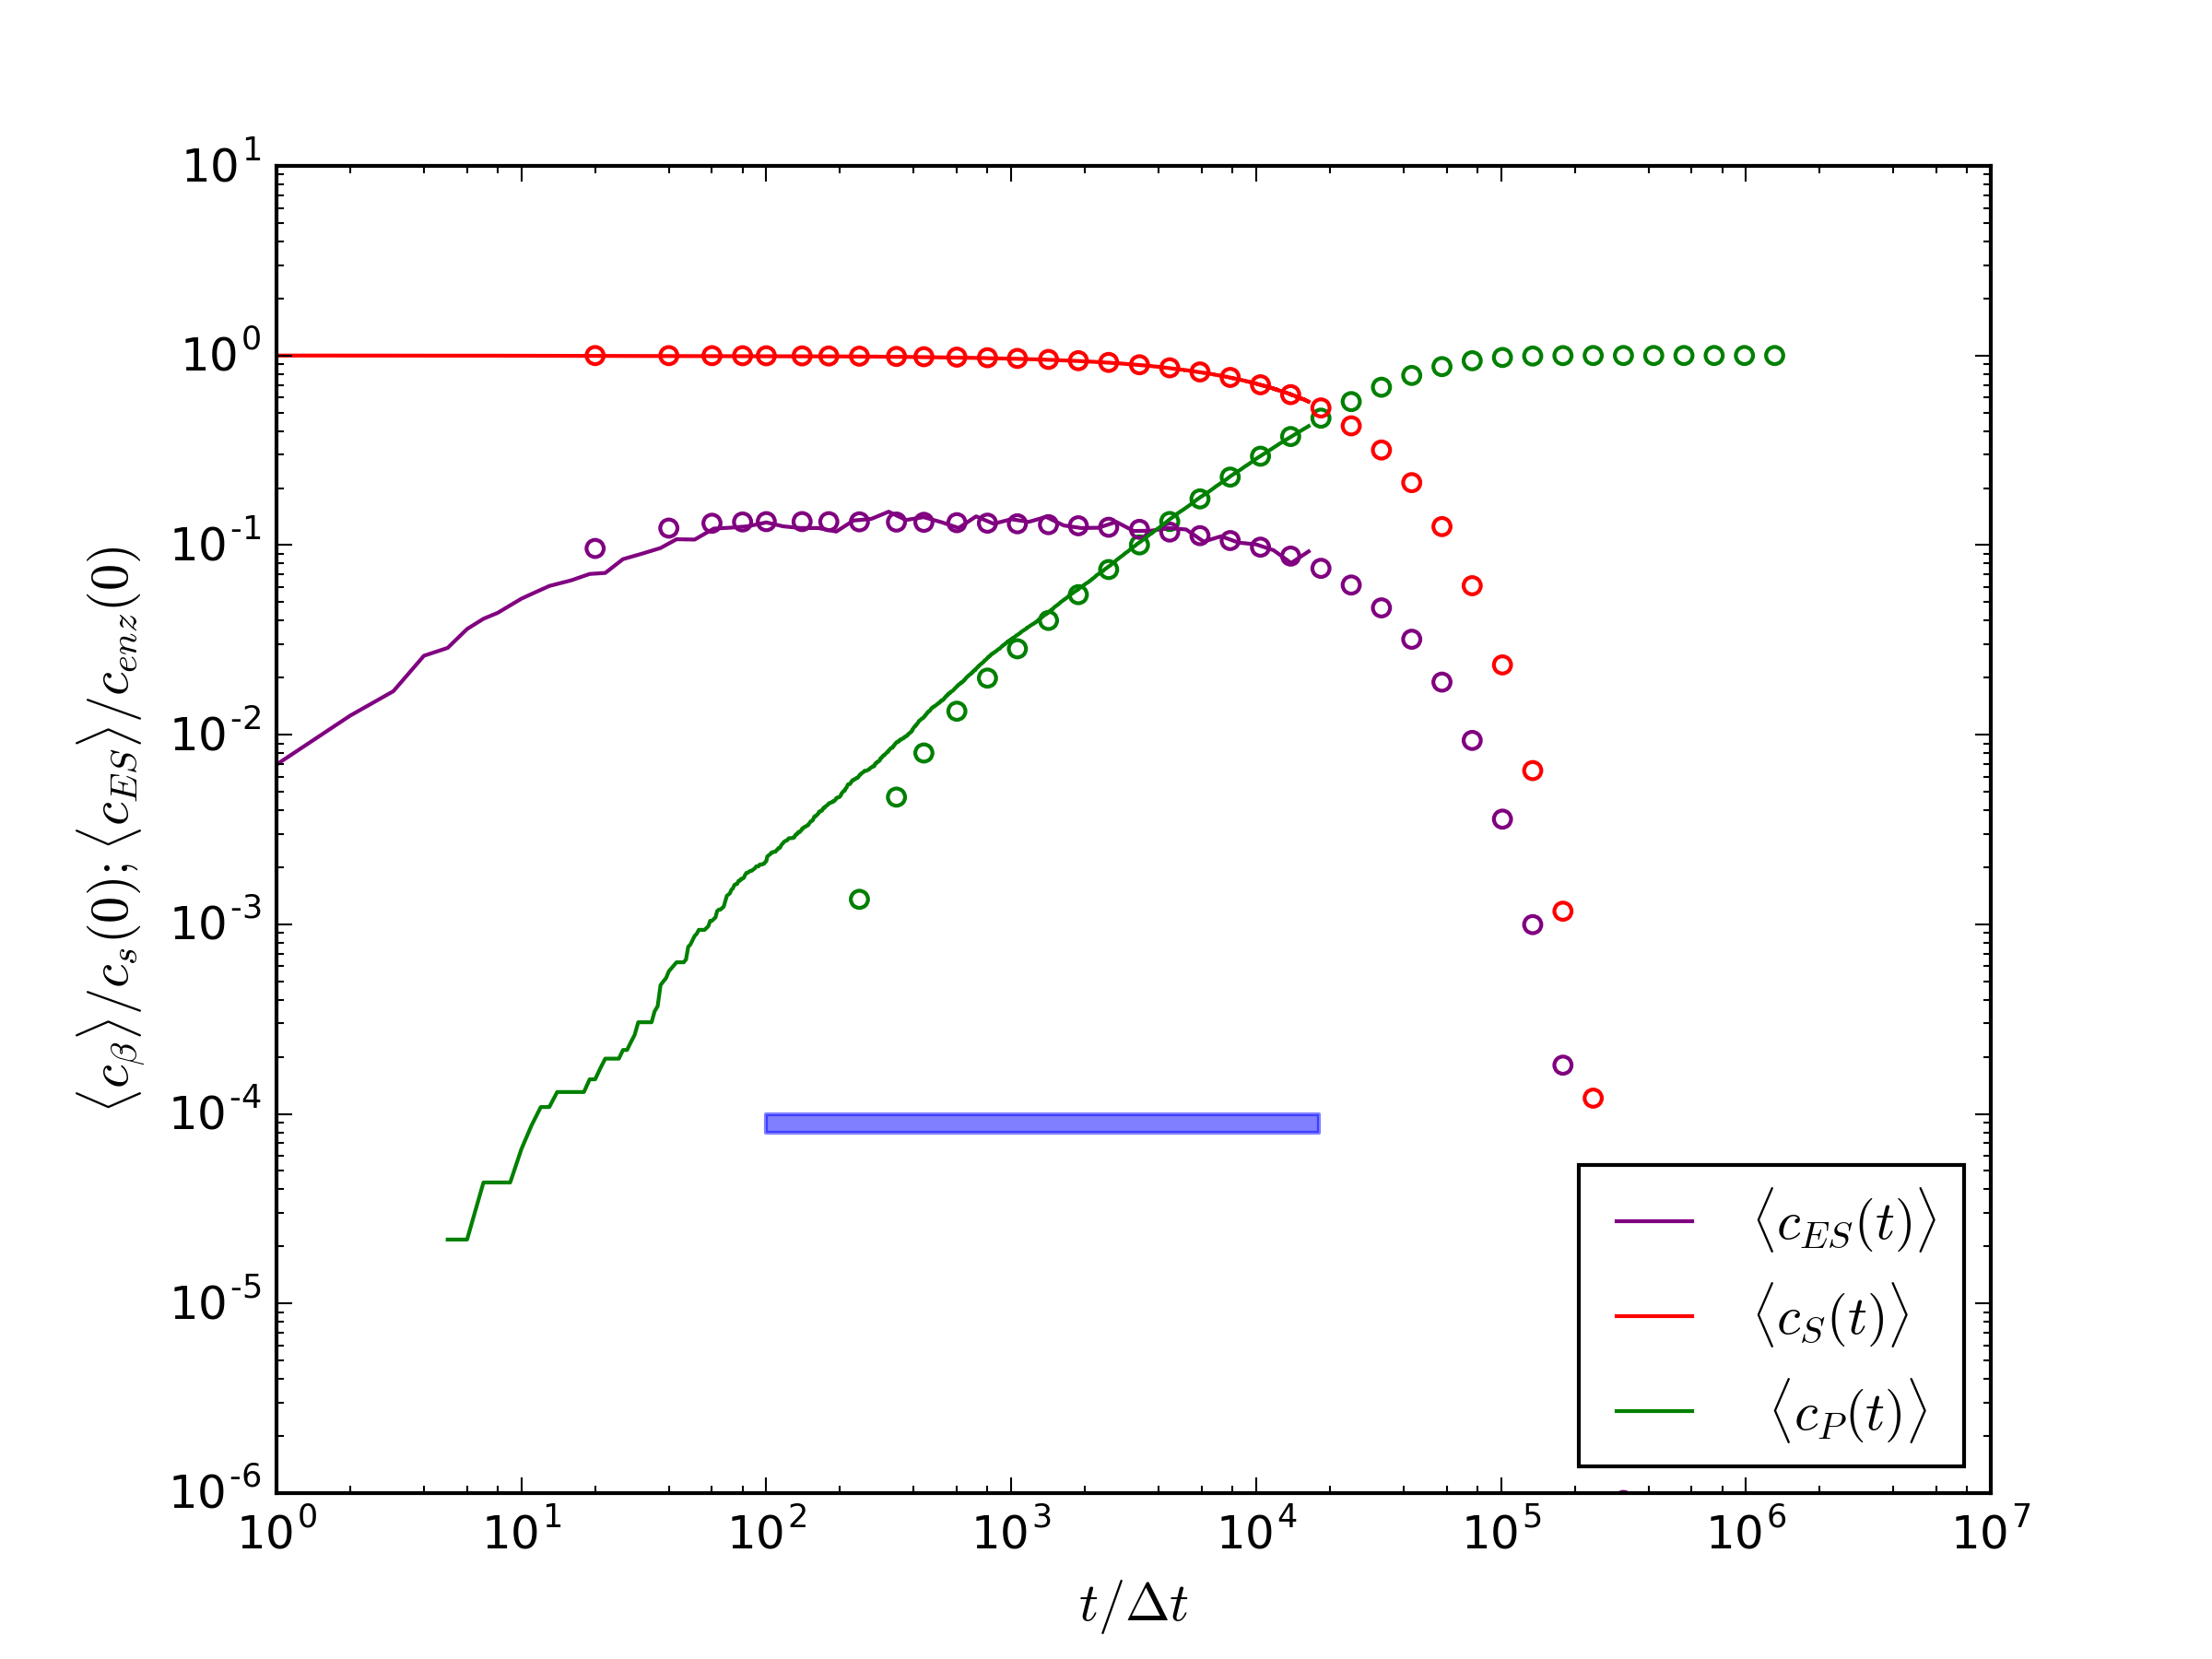 10^1
10^0
10^-1
10^-2
10^-3
10^-4
10^-5
10^-6
⟨c_β⟩/c_s(0);⟨c_ES⟩/c_enz(0)
⟨c_ES(t)⟩
⟨c_S(t)⟩
⟨c_P(t)⟩
10^0 10^1 10^2 10^3 10^4 10^5 10^6 10^7
t/Δt